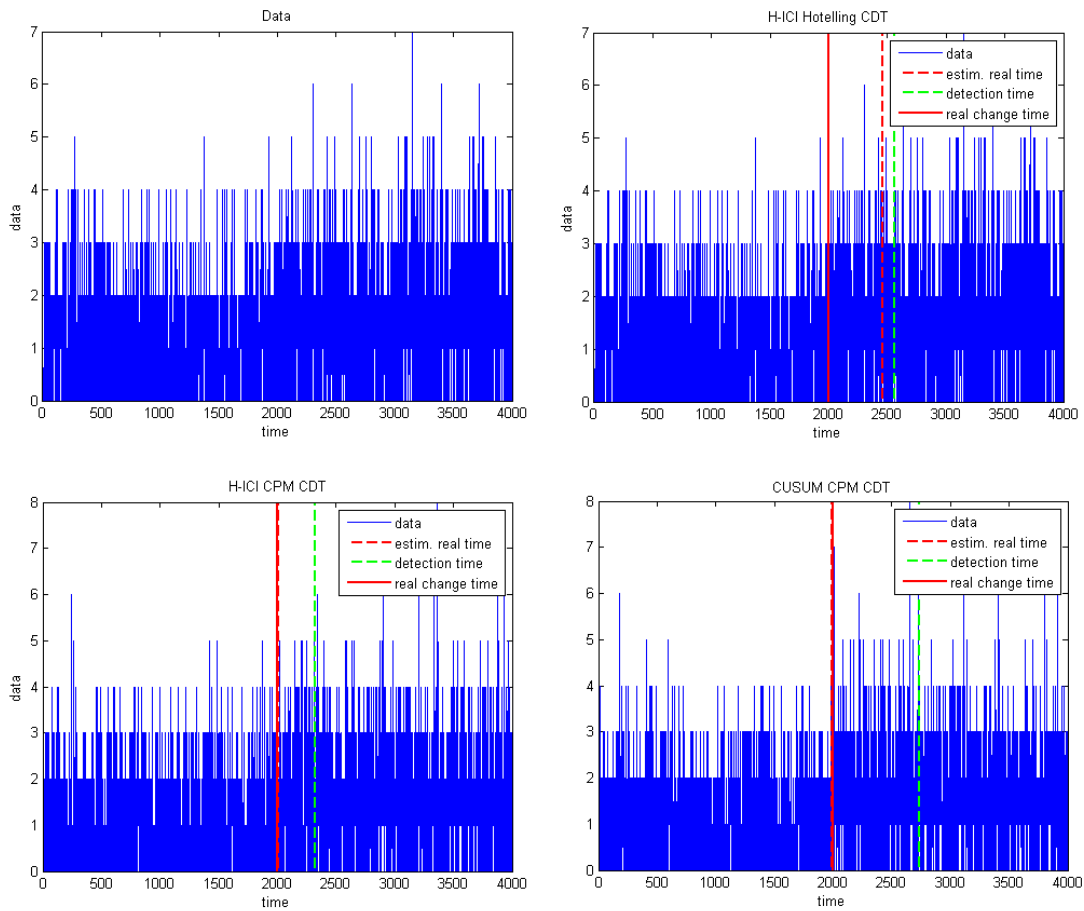 Data
7
6
5
4
3
2
1
0
data
0 500 1000 1500 2000 2500 3000 3500 4000
time
H-ICI Hotelling CDT
7
6
5
4
3
2
1
0
data
data
estim. real time
detection time
real change time
0 500 1000 1500 2000 2500 3000 3500 4000
time
H-ICI CPM CDT
8
7
6
5
4
3
2
1
0
data
data
estim. real time
detection time
real change time
0 500 1000 1500 2000 2500 3000 3500 4000
time
CUSUM CPM CDT
8
7
6
5
4
3
2
1
0
data
data
estim. real time
detection time
real change time
0 500 1000 1500 2000 2500 3000 3500 4000
time